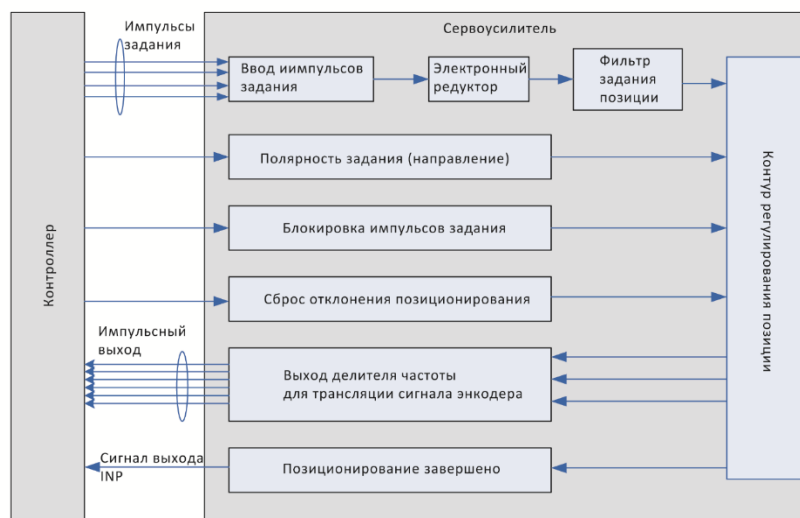 Импульсы
задания
Сервоусилитель
Ввод иимпульсов
задания
Электронный
редуктор
Фильтр
задания
позиции
Полярность задания (направление)
Блокировка импульсов задания
Сброс отклонения позиционирования
Контроллер
Контур регулирования позиции
Импульсный
выход
Выход делителя частоты
для трансляции сигнала энкодера
Сигнал выхода
INP
Позиционирование завершено